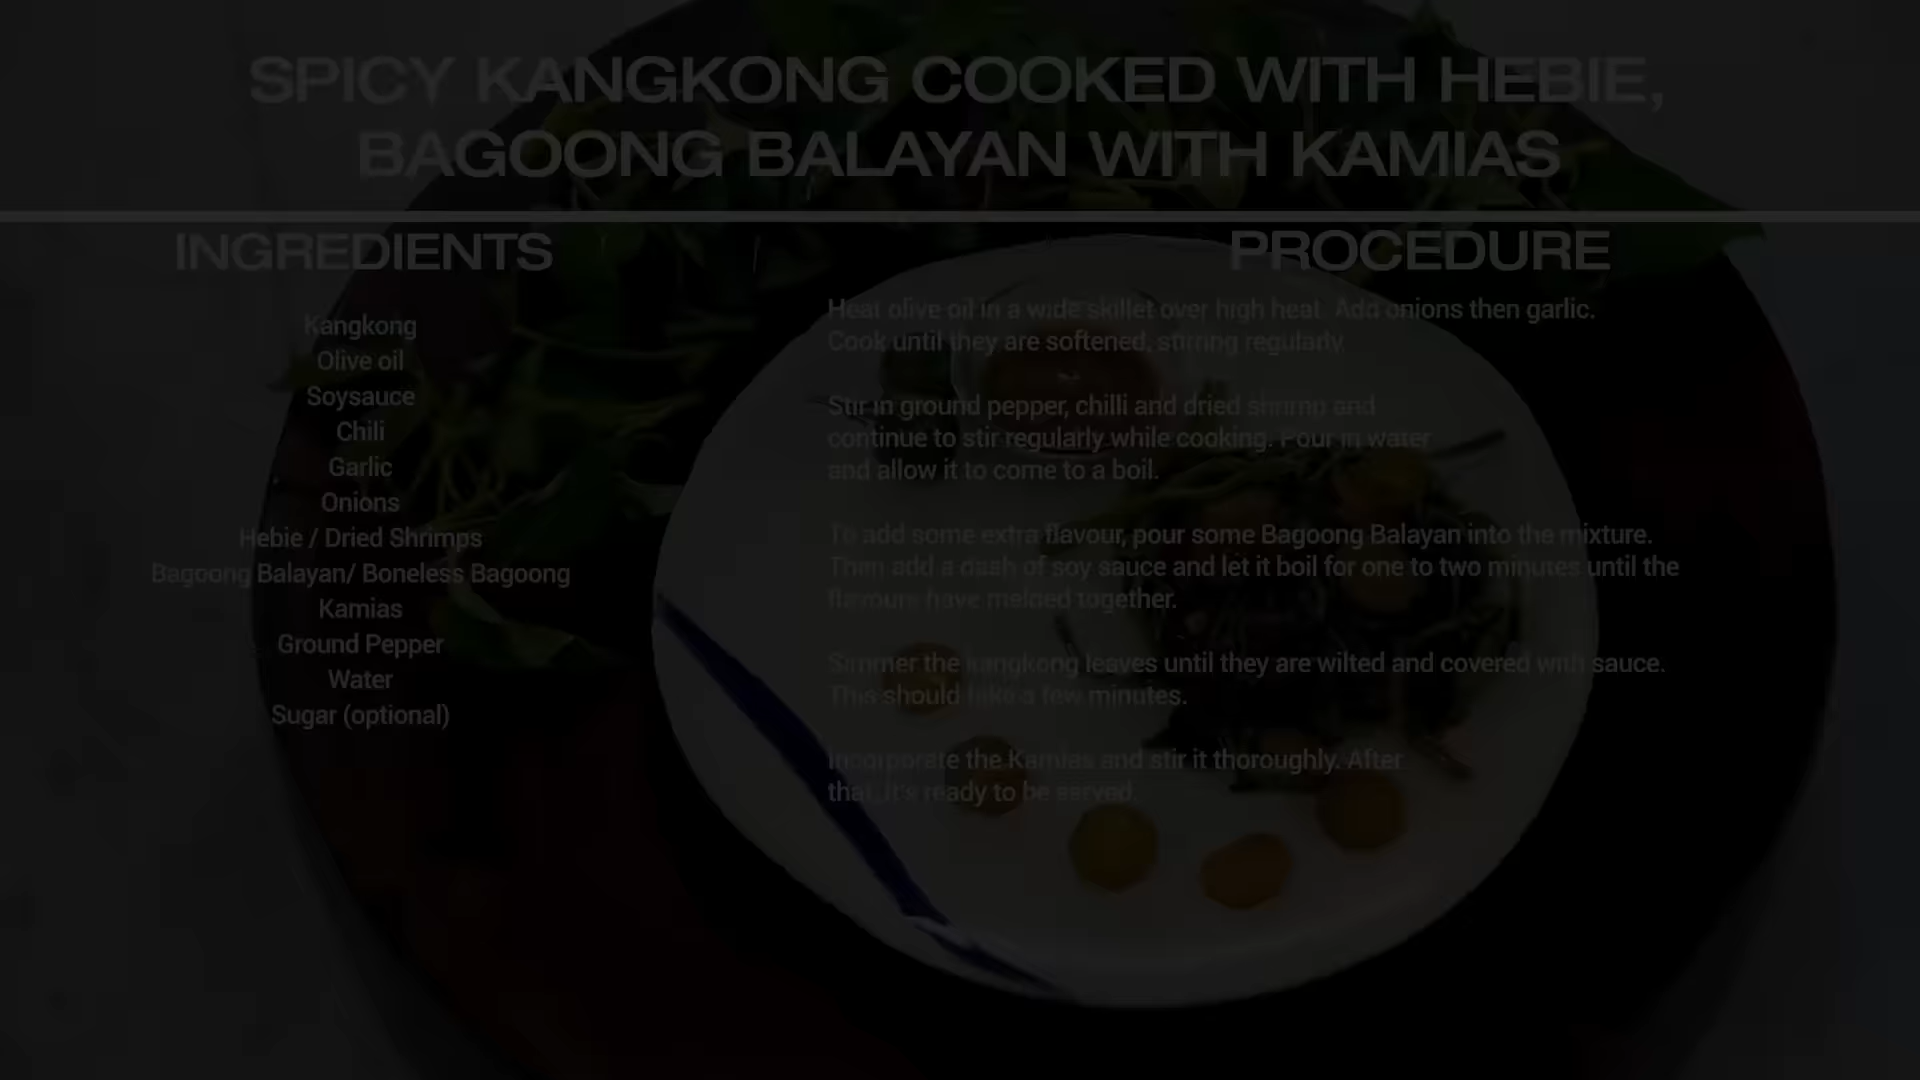 SPICY KANGKONG COOKED WITH HEBIE,
BAGOONG BALAYAN WITH KAMIAS
INGREDIENTS
Kangkong
Olive oil
Soysauce
Chili
Garlic
Onions
Hebie / Dried Shrimps
Bagoong Balayan/ Boneless Bagoong
Kamias
Ground Pepper
Water
Sugar (optional)
PROCEDURE
Heat olive oil in a wide skillet over high heat. Add onions then garlic.
Cook until they are softened, stirring regularly.
Stir in ground pepper, chilli and dried shrimp and
continue to stir regularly while cooking. Pour in water
and allow it to come to a boil.
To add some extra flavour, pour some Bagoong Balayan into the mixture.
Then add a dash of soy sauce and let it boil for one to two minutes until the
flavours have melded together.
Simmer the kangkong leaves until they are wilted and covered with sauce.
This should take a few minutes.
Incorporate the Kamias and stir it thoroughly. After
that, it's ready to be served.